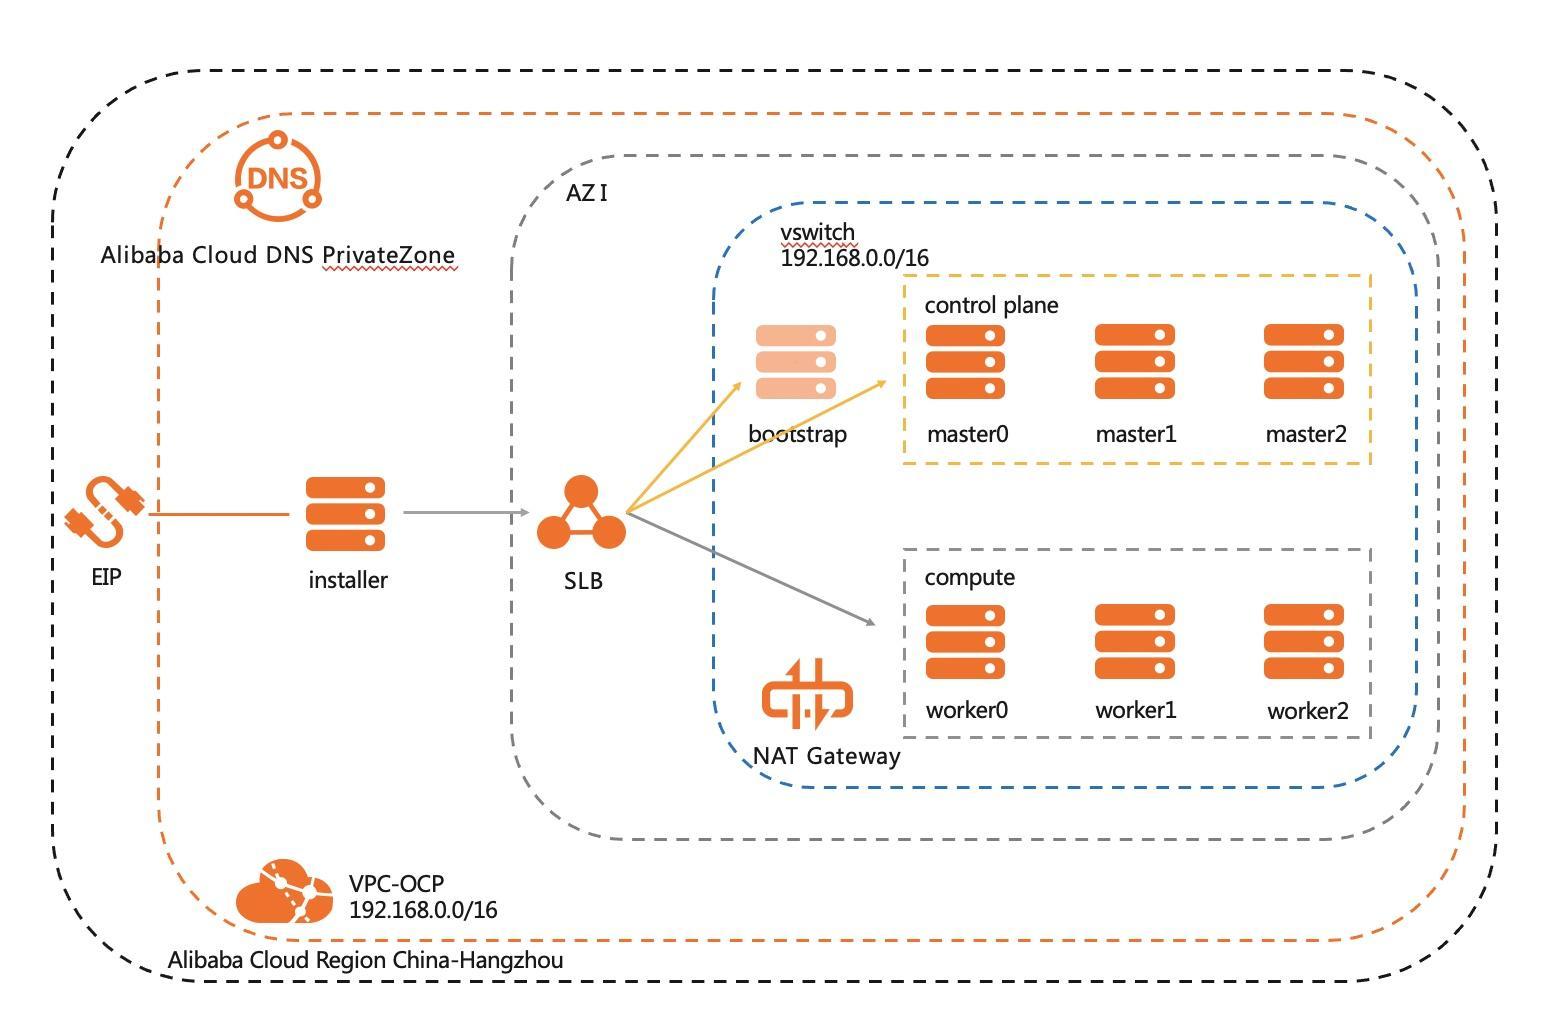 DNS
Alibaba Cloud DNS PrivateZone
AZ I
vswitch
192.168.0.0/16
control plane
bootstrap
master0
master1
master2
EIP
installer
SLB
compute
worker0
worker1
worker2
NAT Gateway
VPC-OCP
192.168.0.0/16
Alibaba Cloud Region China-Hangzhou